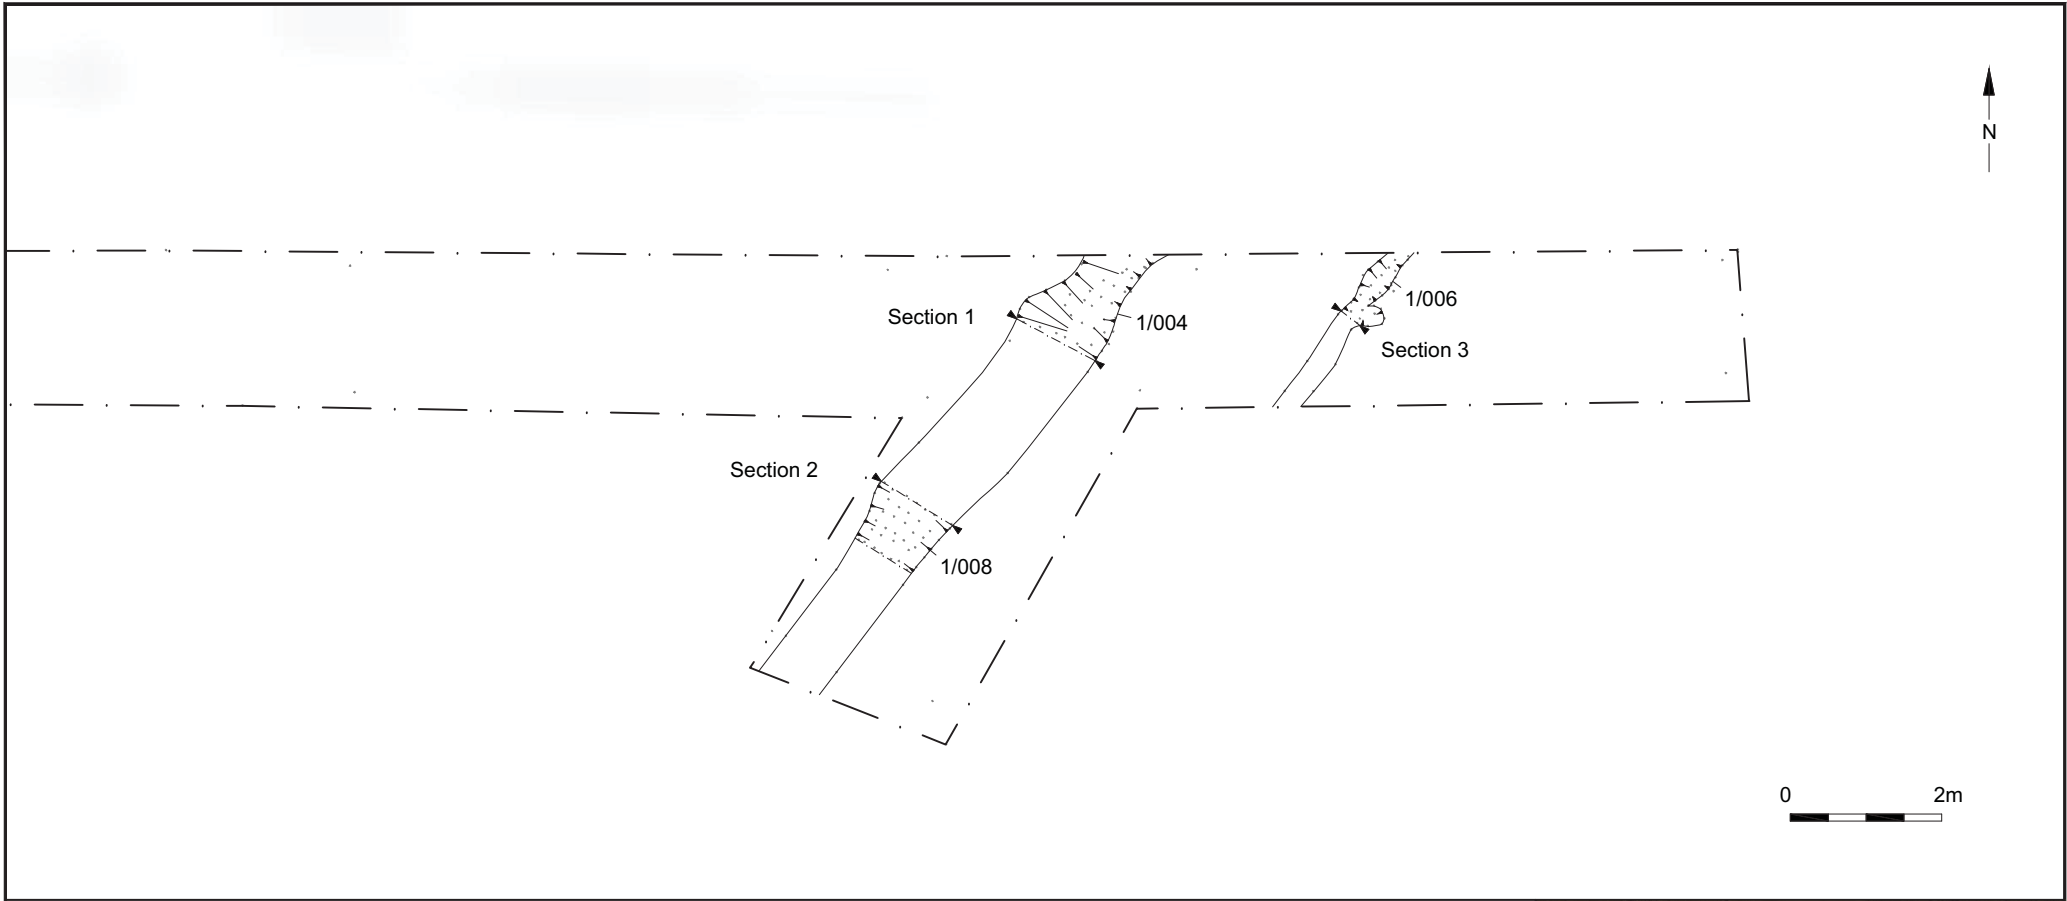 N
Section 1
1/004
1/006
Section 3
Section 2
1/008
0 2m